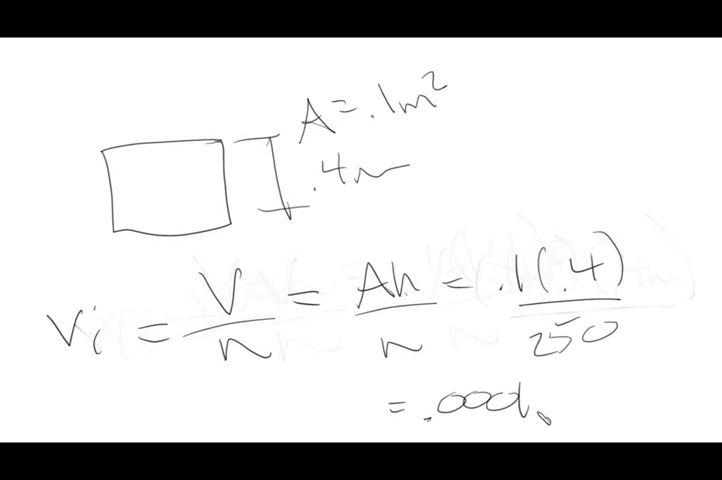 A = .1m²
.4m
vi = V/n = Ah/n = .1(.4)/250
= .0001